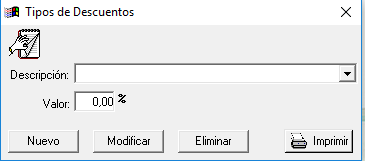 Tipos de Descuentos
Descripción:
Valor: 0,00 %
Nuevo Modificar Eliminar Imprimir